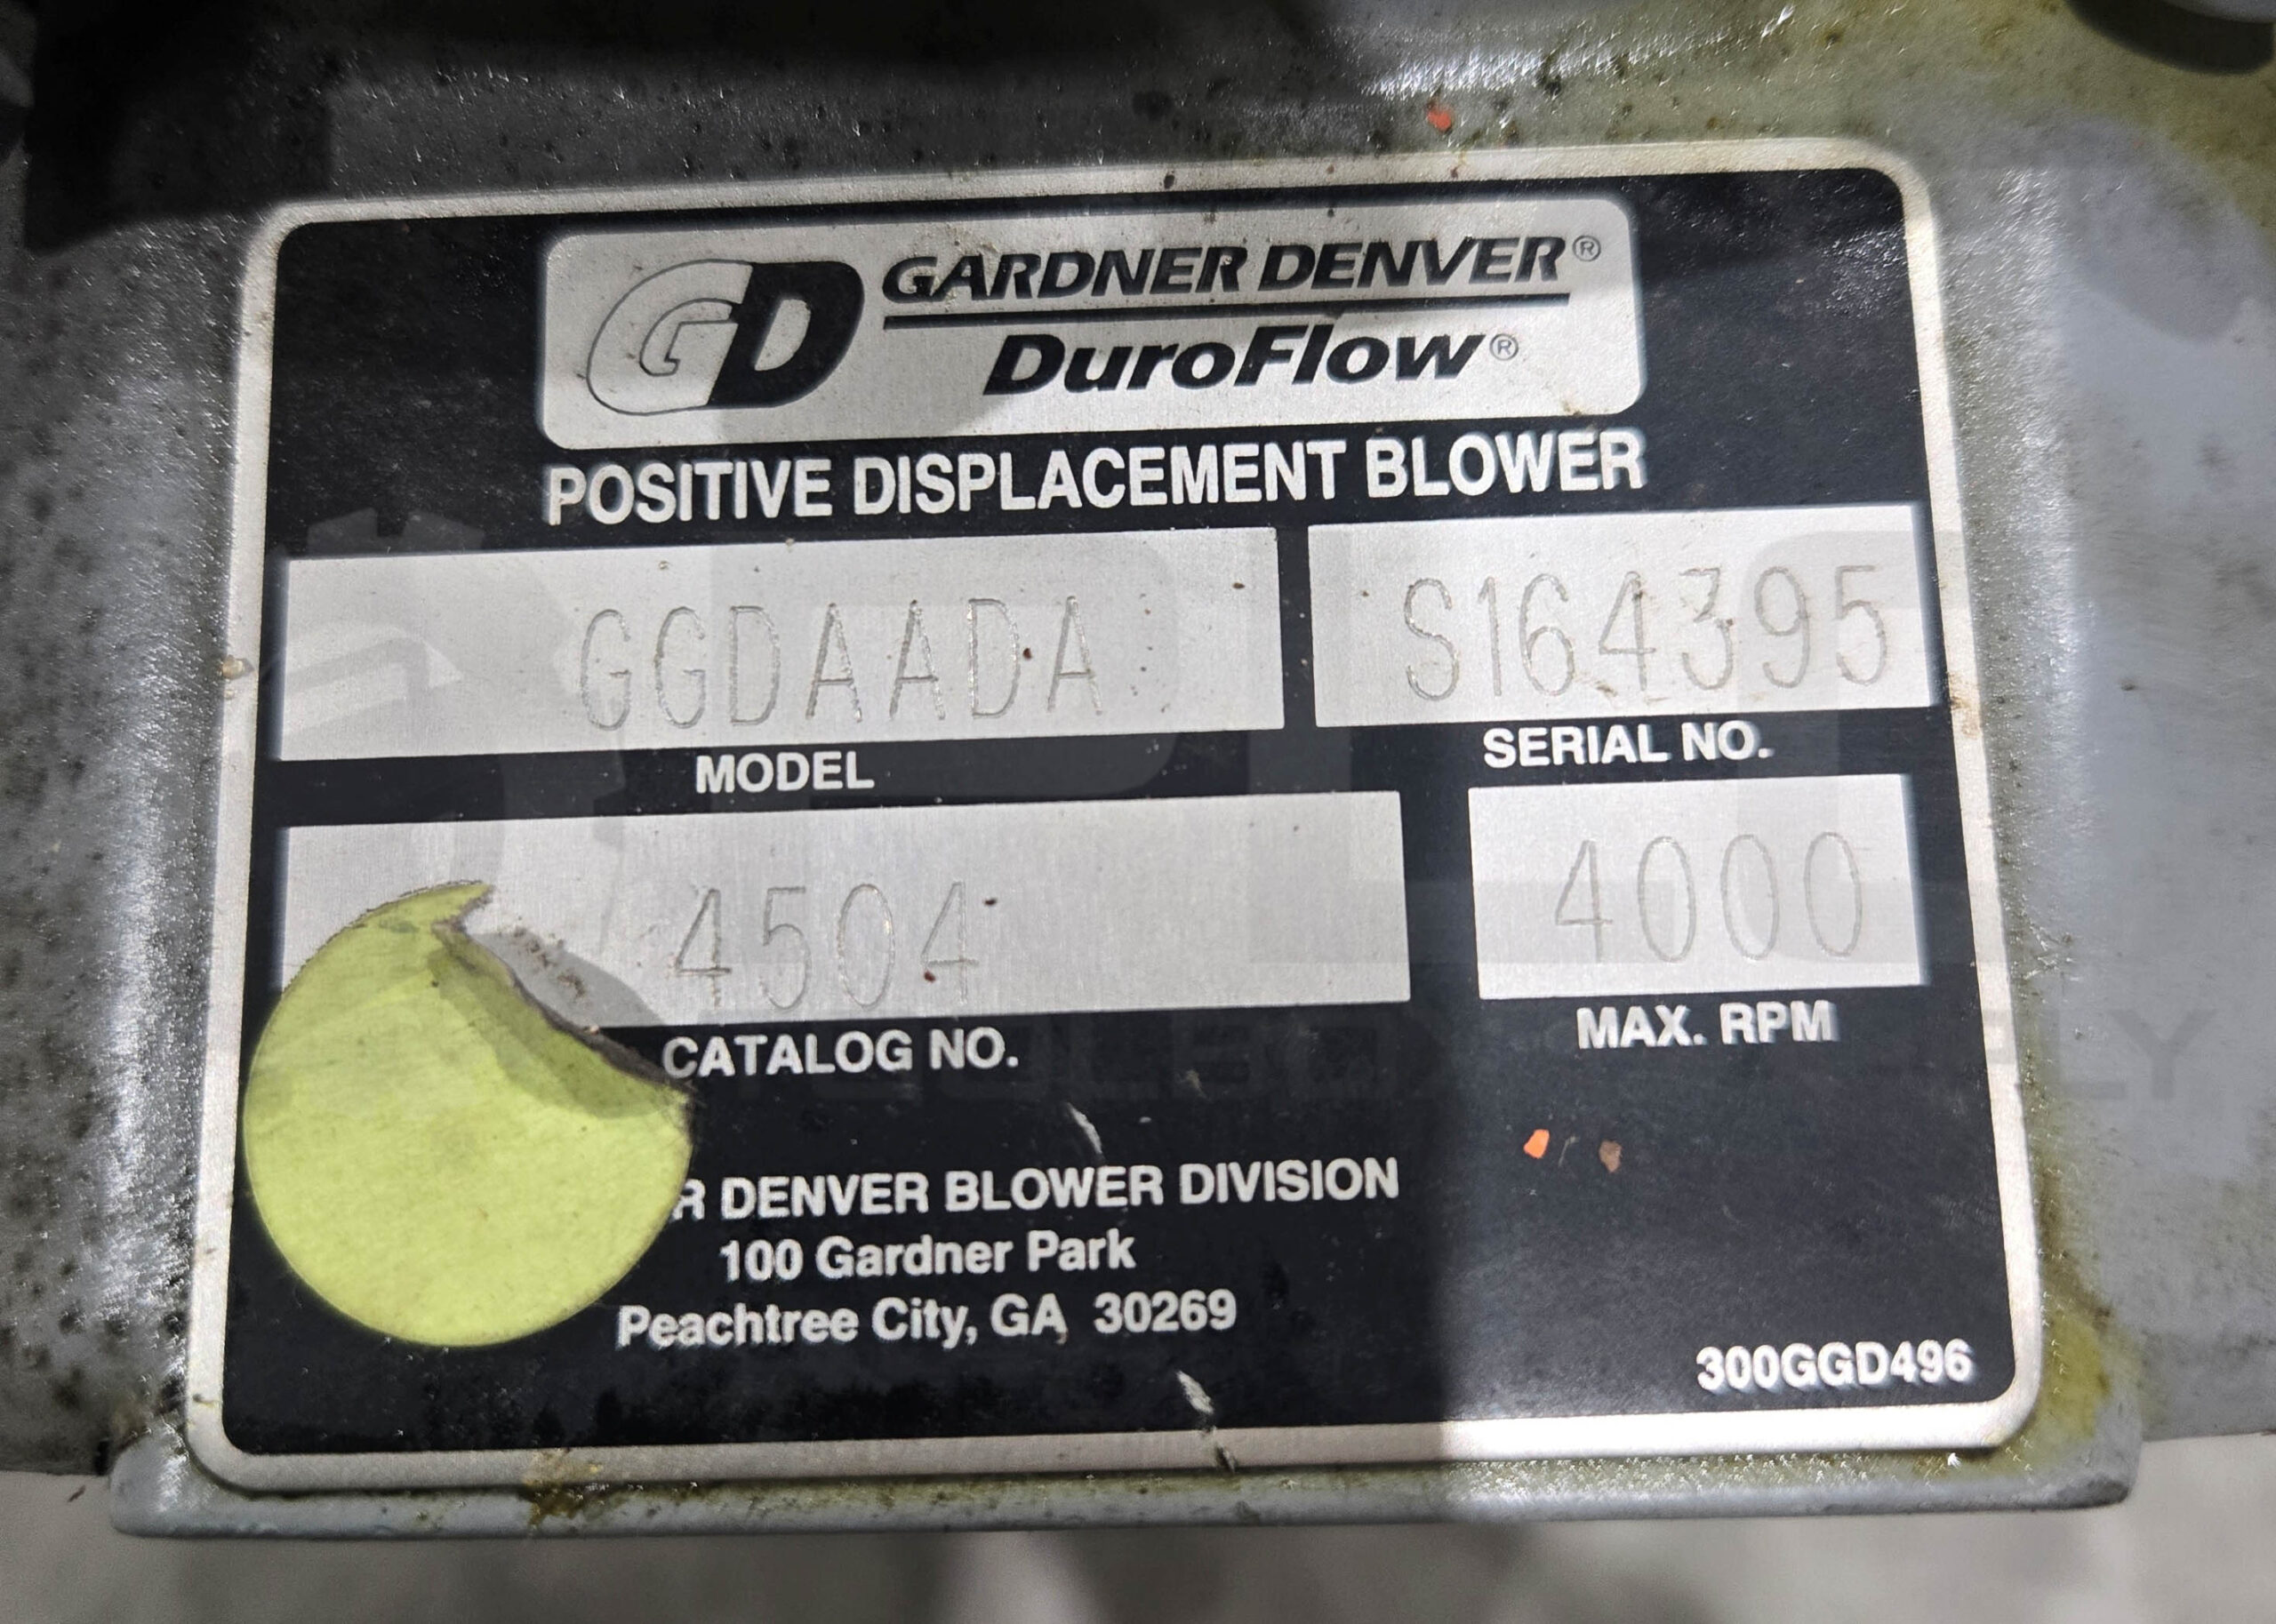 GD GARDNER DENVER®
DuroFlow®
POSITIVE DISPLACEMENT BLOWER
GGDAADA S164395
MODEL SERIAL NO.
4504 4000
CATALOG NO. MAX. RPM
R DENVER BLOWER DIVISION
100 Gardner Park
Peachtree City, GA 30269
300GGD496